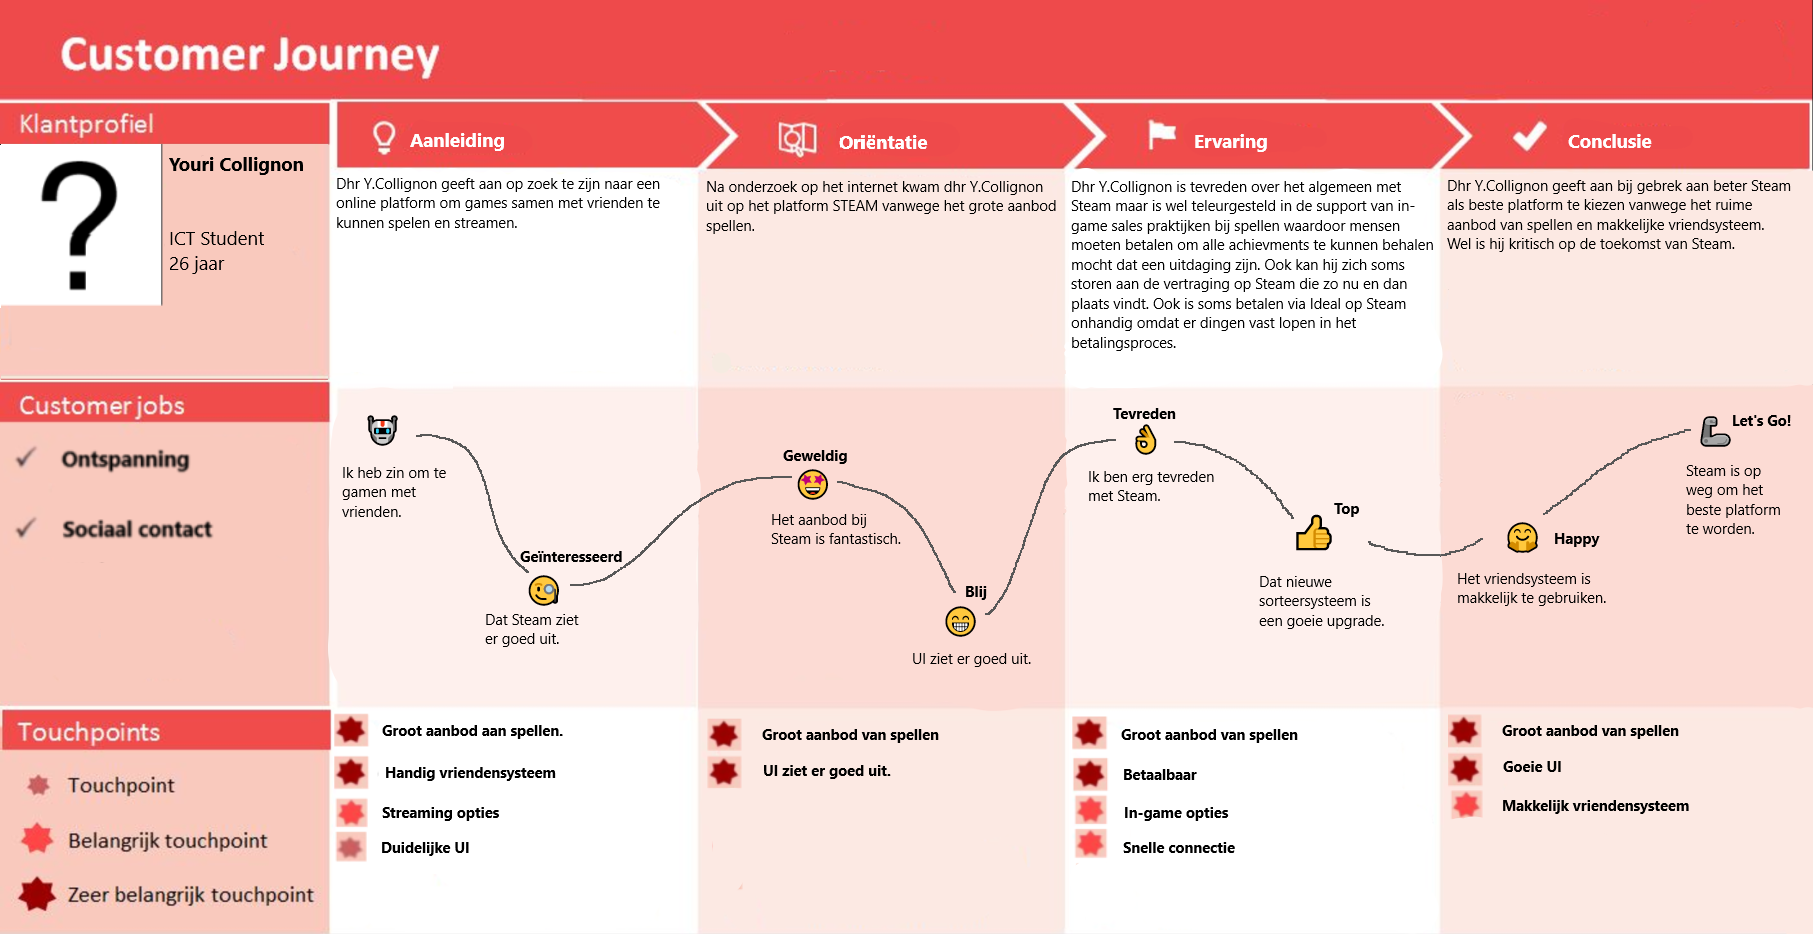 Customer Journey
Klantprofiel
Youri Collignon
ICT Student
26 jaar
Aanleiding
Oriëntatie
Ervaring
Conclusie
Dhr Y.Collignon geeft aan op zoek te zijn naar een
online platform om games samen met vrienden te
kunnen spelen en streamen.
Na onderzoek op het internet kwam dhr Y.Collignon
uit op het platform STEAM vanwege het grote aanbod
spellen.
Dhr Y.Collignon is tevreden over het algemeen met
Steam maar is wel teleurgesteld in de support van in-
game sales praktijken bij spellen waardoor mensen
moeten betalen om alle achievments te kunnen behalen
mocht dat een uitdaging zijn. Ook kan hij zich soms
storen aan de vertraging op Steam die zo nu en dan
plaats vindt. Ook is soms betalen via Ideal op Steam
onhandig omdat er dingen vast lopen in het
betalingsproces.
Dhr Y.Collignon geeft aan bij gebrek aan beter Steam
als beste platform te kiezen vanwege het ruime
aanbod van spellen en makkelijke vriendsysteem.
Wel is hij kritisch op de toekomst van Steam.
Customer jobs
Ontspanning
Sociaal contact
Ik heb zin om te
gamen met
vrienden.
Geïnteresseerd
Dat Steam ziet
er goed uit.
Geweldig
Het aanbod bij
Steam is fantastisch.
Blij
UI ziet er goed uit.
Tevreden
Ik ben erg tevreden
met Steam.
Top
Dat nieuwe
sorteersysteem is
een goeie upgrade.
Happy
Het vriendsysteem is
makkelijk te gebruiken.
Let's Go!
Steam is op
weg om het
beste platform
te worden.
Touchpoints
Touchpoint
Belangrijk touchpoint
Zeer belangrijk touchpoint
Groot aanbod aan spellen.
Handig vriendensysteem
Streaming opties
Duidelijke UI
Groot aanbod van spellen
UI ziet er goed uit.
Groot aanbod van spellen
Betaalbaar
In-game opties
Snelle connectie
Groot aanbod van spellen
Goeie UI
Makkelijk vriendensysteem